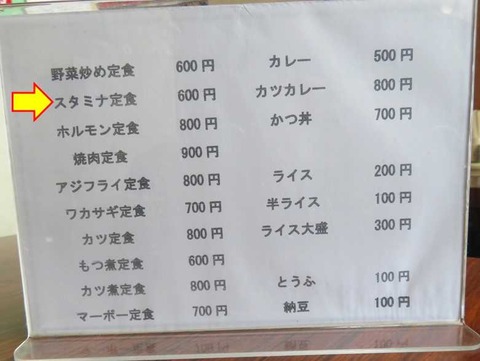 野菜炒め定食 600円
スタミナ定食 600円
ホルモン定食 800円
焼肉定食 900円
アジフライ定食 800円
ワカサギ定食 700円
カツ定食 800円
もつ煮定食 600円
カツ煮定食 800円
マーボー定食 700円
カレー 500円
カツカレー 800円
かつ丼 700円
ライス 200円
半ライス 100円
ライス大盛 300円
とうふ 100円
納豆 100円